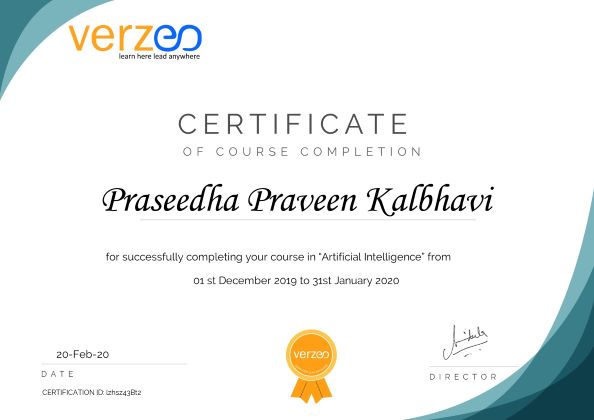 verzeo
learn here lead anywhere
CERTIFICATE
OF COURSE COMPLETION
Praseedha Praveen Kalbhavi
for successfully completing your course in “Artificial Intelligence” from
01 st December 2019 to 31st January 2020
verzeo
20-Feb-20
DATE
DIRECTOR
CERTIFICATION ID: izhsz43Bt2